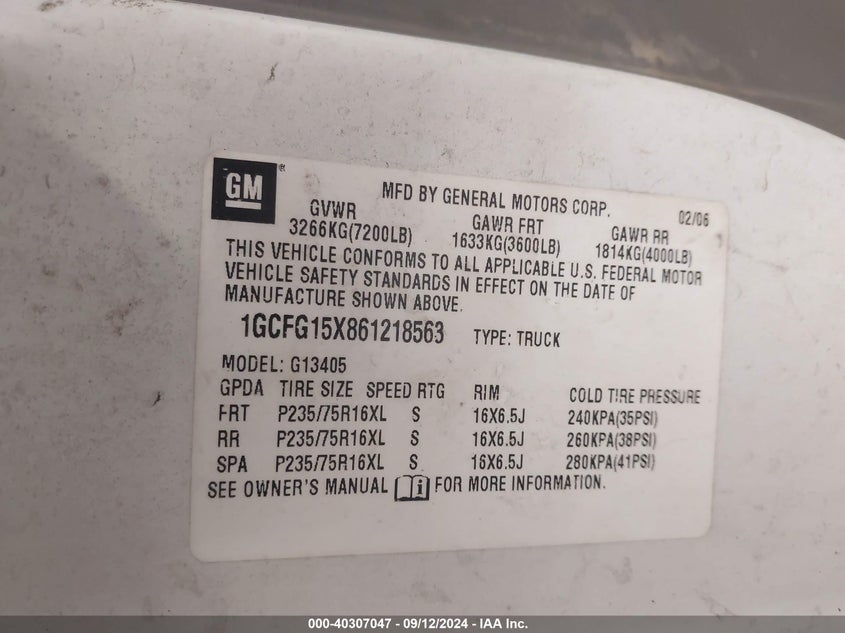 GM ®
MFD BY GENERAL MOTORS CORP. 02/06
GVWR GAWR FRT GAWR RR
3266KG(7200LB) 1633KG(3600LB) 1814KG(4000LB)
THIS VEHICLE CONFORMS TO ALL APPLICABLE U.S. FEDERAL MOTOR
VEHICLE SAFETY STANDARDS IN EFFECT ON THE DATE OF
MANUFACTURE SHOWN ABOVE.
1GCFG15X861218563 TYPE: TRUCK
MODEL: G13405
GPDA TIRE SIZE SPEED RTG RIM COLD TIRE PRESSURE
FRT P235/75R16XL S 16X6.5J 240KPA(35PSI)
RR P235/75R16XL S 16X6.5J 260KPA(38PSI)
SPA P235/75R16XL S 16X6.5J 280KPA(41PSI)
SEE OWNER'S MANUAL i FOR MORE INFORMATION.
000-40307047 - 09/12/2024 - IAA Inc.